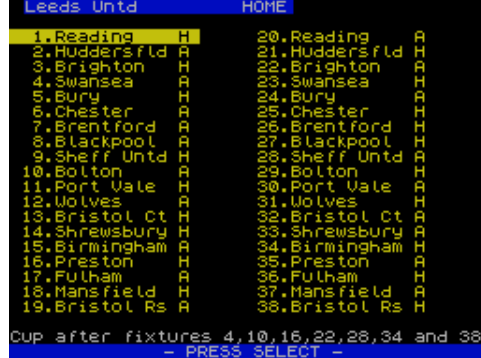 Leeds Untd HOME
1.Reading H 20.Reading A
2.Huddersfld A 21.Huddersfld H
3.Brighton H 22.Brighton A
4.Swansea A 23.Swansea H
5.Bury H 24.Bury A
6.Chester A 25.Chester H
7.Brentford A 26.Brentford H
8.Blackpool A 27.Blackpool H
9.Sheff Untd H 28.Sheff Untd A
10.Bolton A 29.Bolton H
11.Port Vale H 30.Port Vale A
12.Wolves A 31.Wolves H
13.Bristol Ct H 32.Bristol Ct A
14.Shrewsbury H 33.Shrewsbury A
15.Birmingham A 34.Birmingham H
16.Preston H 35.Preston A
17.Fulham A 36.Fulham H
18.Mansfield H 37.Mansfield A
19.Bristol Rs A 38.Bristol Rs H
Cup after fixtures 4,10,16,22,28,34 and 38
- PRESS SELECT -